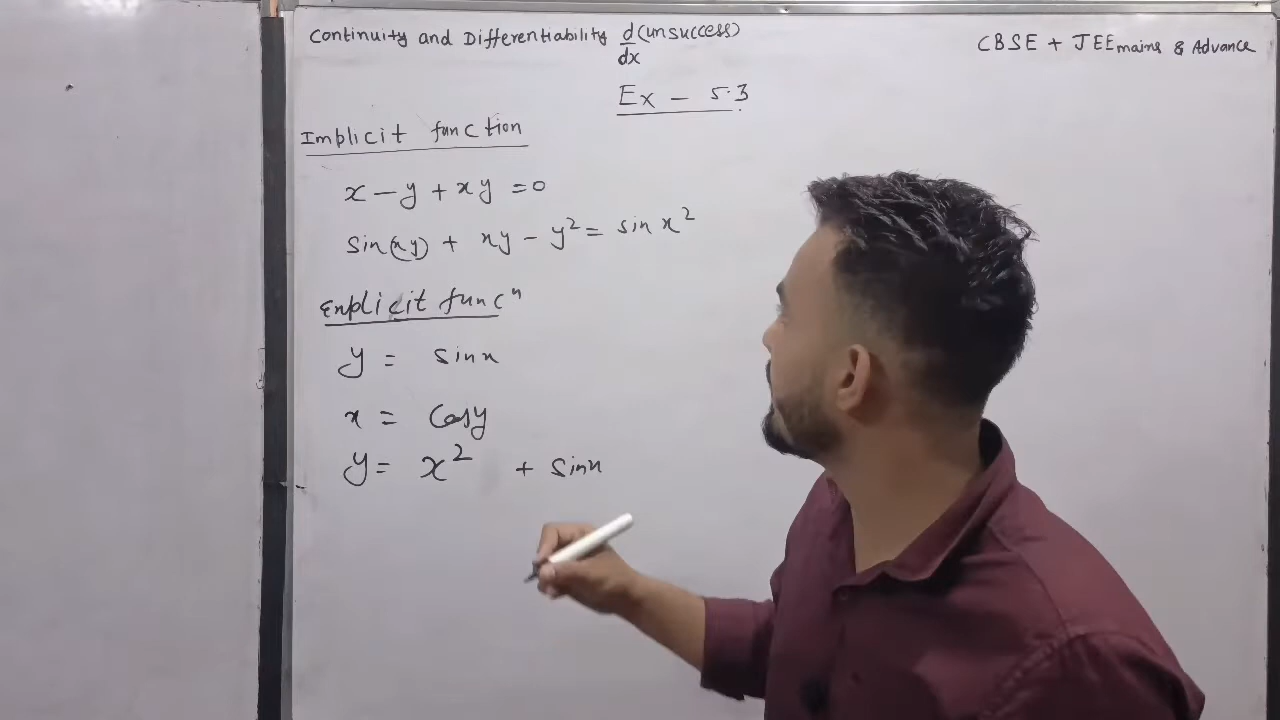 Continuity and Differentiability d/dx (unsuccess)
CBSE + JEE mains & Advance
Ex - 5.3
Implicit function
x - y + xy = 0
sin(xy) + xy - y² = sin x²
Explicit funcⁿ
y = sinx
x = Cosy
y = x² + sinx